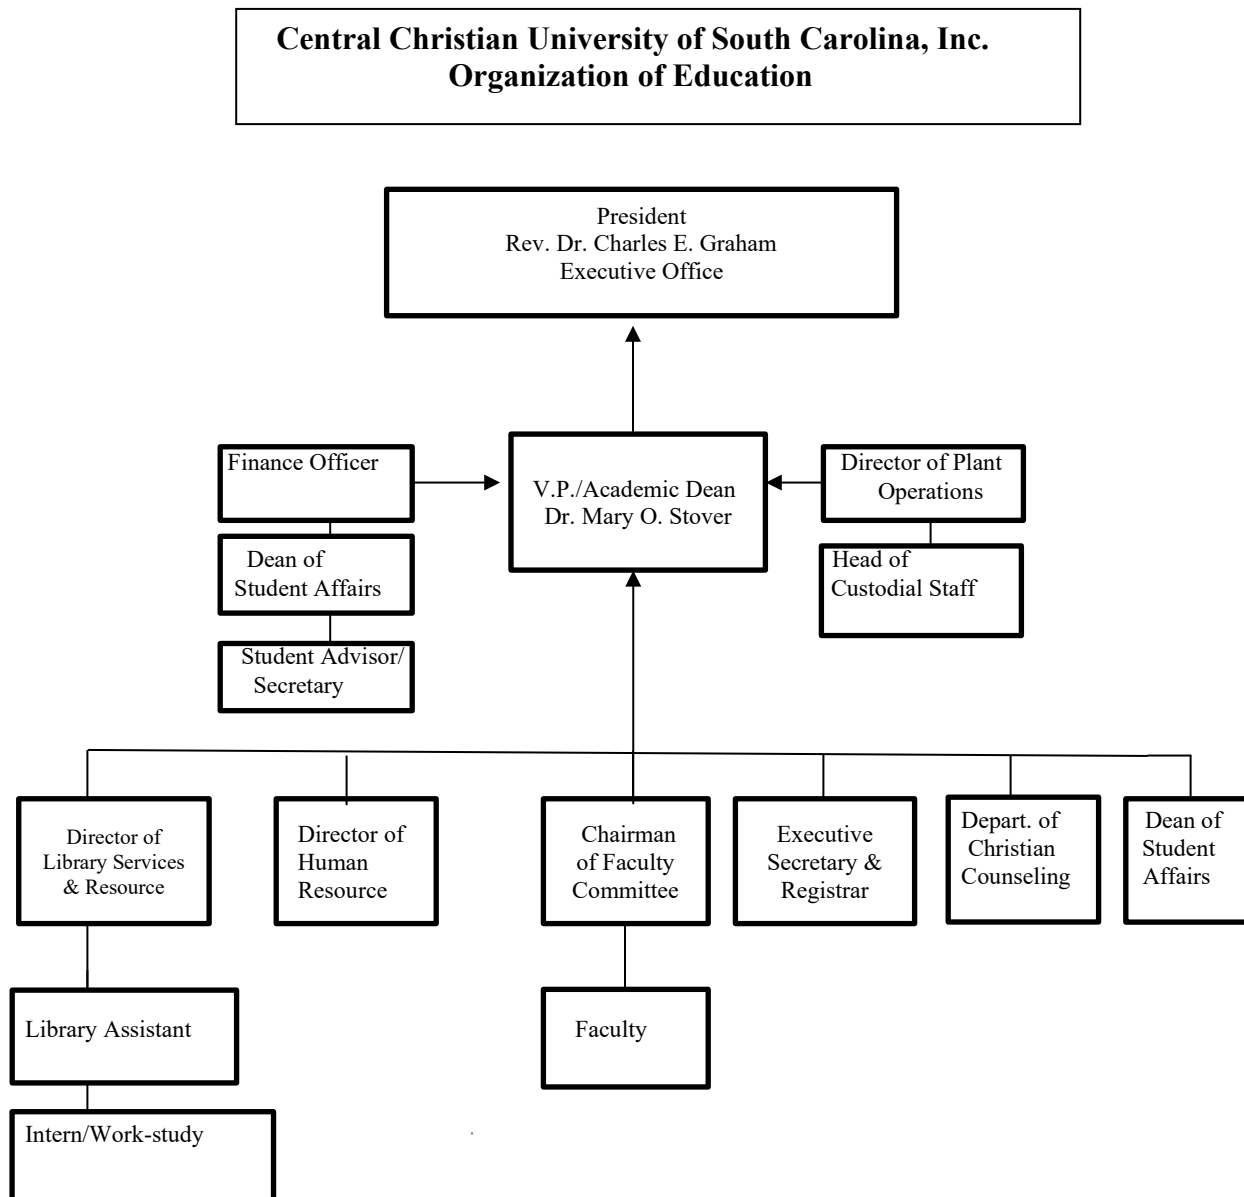 Central Christian University of South Carolina, Inc.
Organization of Education
President
Rev. Dr. Charles E. Graham
Executive Office
Finance Officer
V.P./Academic Dean
Dr. Mary O. Stover
Director of Plant
Operations
Dean of
Student Affairs
Head of
Custodial Staff
Student Advisor/
Secretary
Director of
Library Services
& Resource
Director of
Human
Resource
Chairman
of Faculty
Committee
Executive
Secretary &
Registrar
Depart. of
Christian
Counseling
Dean of
Student
Affairs
Library Assistant
Faculty
Intern/Work-study